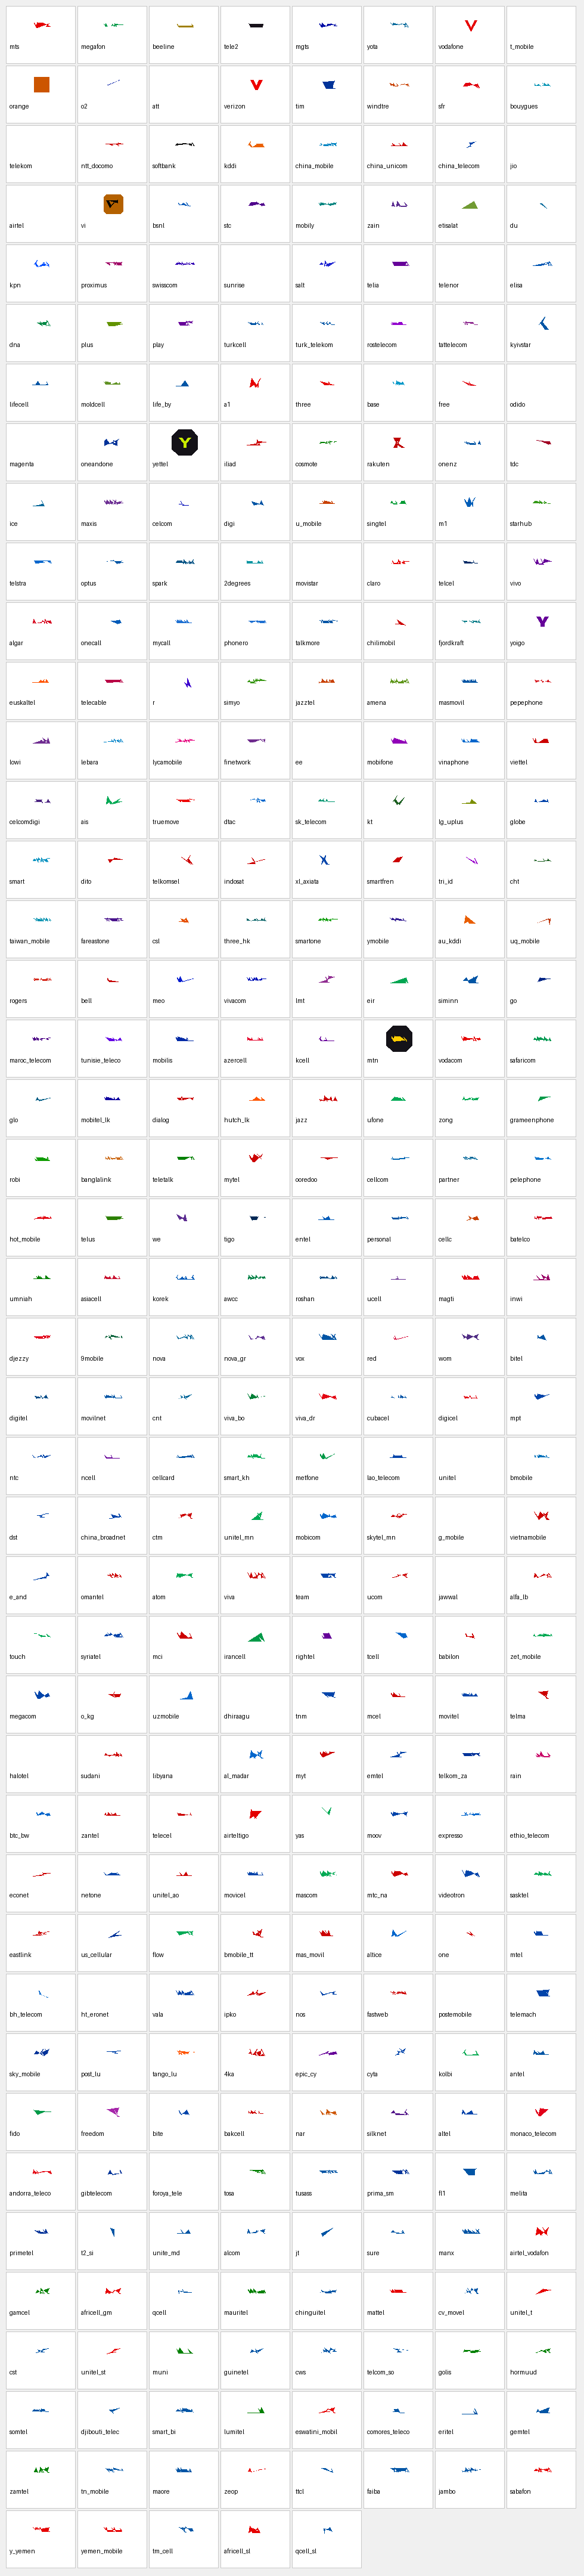 mts megafon beeline tele2 mgts yota vodafone t_mobile
orange o2 att verizon tim windtre sfr bouygues
telekom ntt_docomo softbank kddi china_mobile china_unicom china_telecom jio
airtel vi bsnl stc mobily zain etisalat du
kpn proximus swisscom sunrise salt telia telenor elisa
dna plus play turkcell turk_telekom rostelecom tattelecom kyivstar
lifecell moldcell life_by a1 three base free odido
magenta oneandone yettel iliad cosmote rakuten onenz tdc
ice maxis celcom digi u_mobile singtel m1 starhub
telstra optus spark 2degrees movistar claro telcel vivo
algar onecall mycall phonero talkmore chilimobil fjordkraft yoigo
euskaltel telecable r simyo jazztel amena masmovil pepephone
lowi lebara lycamobile finetwork ee mobifone vinaphone viettel
celcomdigi ais truemove dtac sk_telecom kt lg_uplus globe
smart dito telkomsel indosat xl_axiata smartfren tri_id cht
taiwan_mobile fareastone csl three_hk smartone ymobile au_kddi uq_mobile
rogers bell meo vivacom lmt eir siminn go
maroc_telecom tunisie_teleco mobilis azercell kcell mtn vodacom safaricom
glo mobitel_lk dialog hutch_lk jazz ufone zong grameenphone
robi banglalink teletalk mytel ooredoo cellcom partner pelephone
hot_mobile telus we tigo entel personal cellc batelco
umniah asiacell korek awcc roshan ucell magti inwi
djezzy 9mobile nova nova_gr vox red wom bitel
digitel movilnet cnt viva_bo viva_dr cubacel digicel mpt
ntc ncell cellcard smart_kh metfone lao_telecom unitel bmobile
dst china_broadnet ctm unitel_mn mobicom skytel_mn g_mobile vietnamobile
e_and omantel atom viva team ucom jawwal alfa_lb
touch syriatel mci irancell rightel tcell babilon zet_mobile
megacom o_kg uzmobile dhiraagu tnm mcel movitel telma
halotel sudani libyana al_madar myt emtel telkom_za rain
btc_bw zantel telecel airteltigo yas moov expresso ethio_telecom
econet netone unitel_ao movicel mascom mtc_na videotron sasktel
eastlink us_cellular flow bmobile_tt mas_movil altice one mtel
bh_telecom ht_eronet vala ipko nos fastweb postemobile telemach
sky_mobile post_lu tango_lu 4ka epic_cy cyta kolbi antel
fido freedom bite bakcell nar silknet altel monaco_telecom
andorra_teleco gibtelecom foroya_tele tosa tusass prima_sm fl1 melita
primetel t2_si unite_md alcom jt sure manx airtel_vodafon
gamcel africell_gm qcell mauritel chinguitel mattel cv_movel unitel_t
cst unitel_st muni guinetel cws telcom_so golis hormuud
somtel djibouti_telec smart_bi lumitel eswatini_mobil comores_teleco eritel gemtel
zamtel tn_mobile maore zeop ttcl faiba jambo sabafon
y_yemen yemen_mobile tm_cell africell_sl qcell_sl